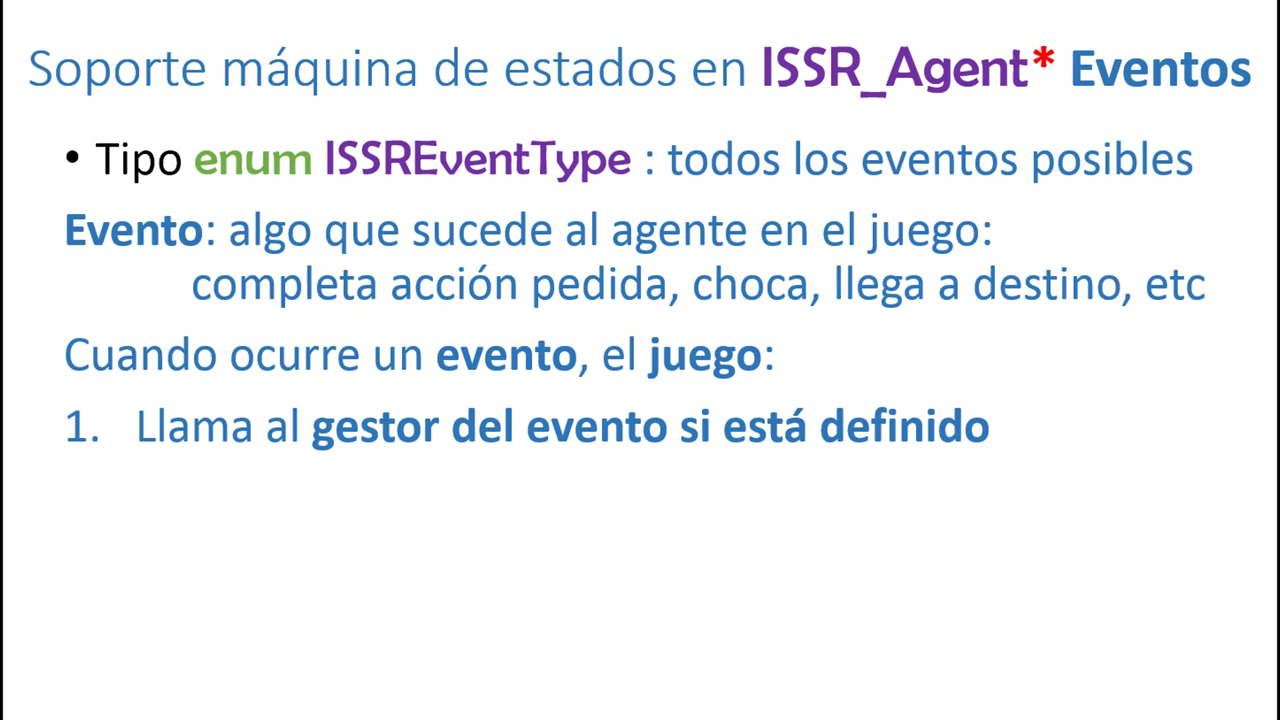 Soporte máquina de estados en ISSR_Agent* Eventos
• Tipo enum ISSREventType : todos los eventos posibles
Evento: algo que sucede al agente en el juego:
completa acción pedida, choca, llega a destino, etc
Cuando ocurre un evento, el juego:
1. Llama al gestor del evento si está definido